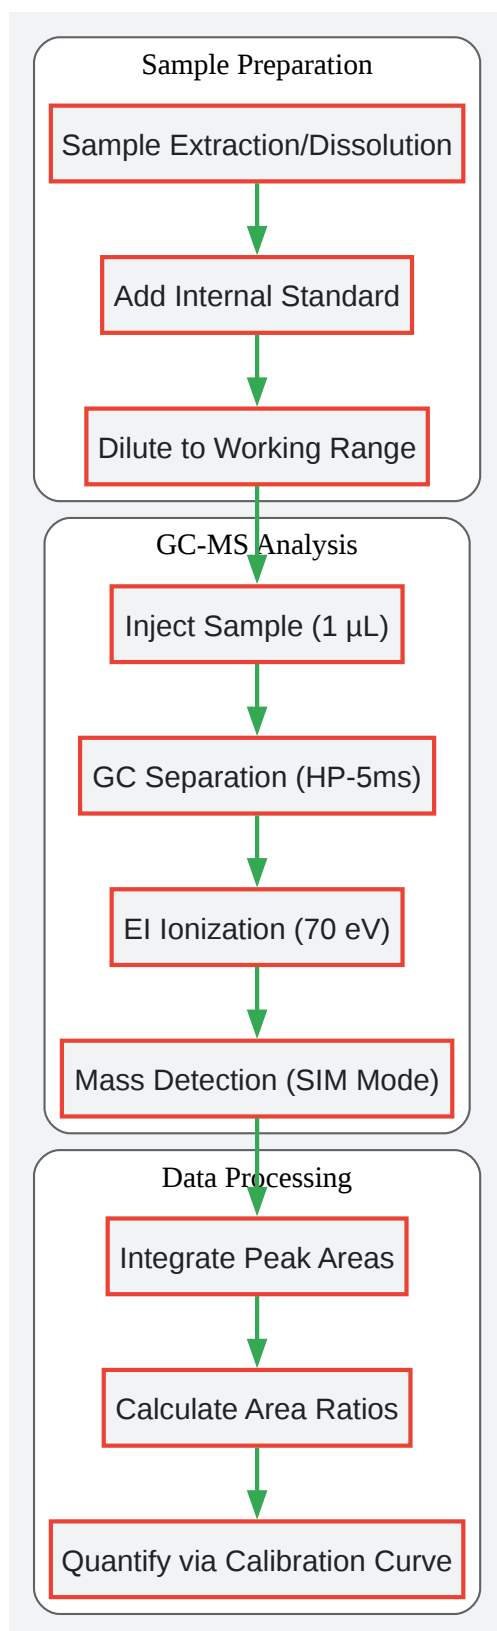 Sample Preparation
Sample Extraction/Dissolution
Add Internal Standard
Dilute to Working Range
GC-MS Analysis
Inject Sample (1 µL)
GC Separation (HP-5ms)
EI Ionization (70 eV)
Mass Detection (SIM Mode)
Data Processing
Integrate Peak Areas
Calculate Area Ratios
Quantify via Calibration Curve